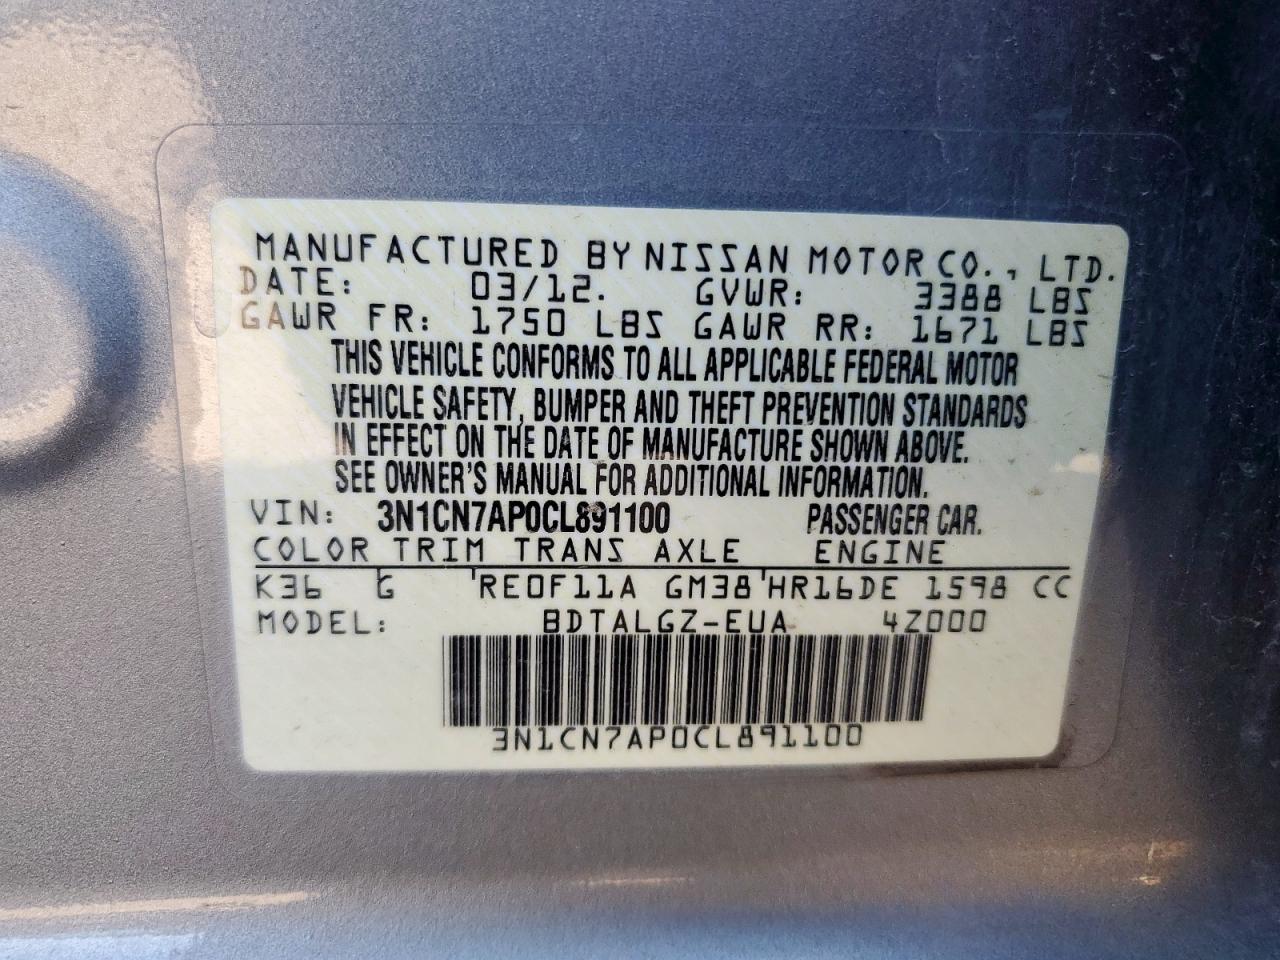 MANUFACTURED BY NISSAN MOTOR CO., LTD.
DATE: 03/12. GVWR: 3388 LBS
GAWR FR: 1750 LBS GAWR RR: 1671 LBS
THIS VEHICLE CONFORMS TO ALL APPLICABLE FEDERAL MOTOR
VEHICLE SAFETY, BUMPER AND THEFT PREVENTION STANDARDS
IN EFFECT ON THE DATE OF MANUFACTURE SHOWN ABOVE.
SEE OWNER'S MANUAL FOR ADDITIONAL INFORMATION.
VIN: 3N1CN7AP0CL891100 PASSENGER CAR.
COLOR TRIM TRANS AXLE ENGINE
K36 G 'RE0F11A GM38'HR16DE 1598 CC
MODEL: BDTALGZ-EUA 4Z000
3N1CN7AP0CL891100